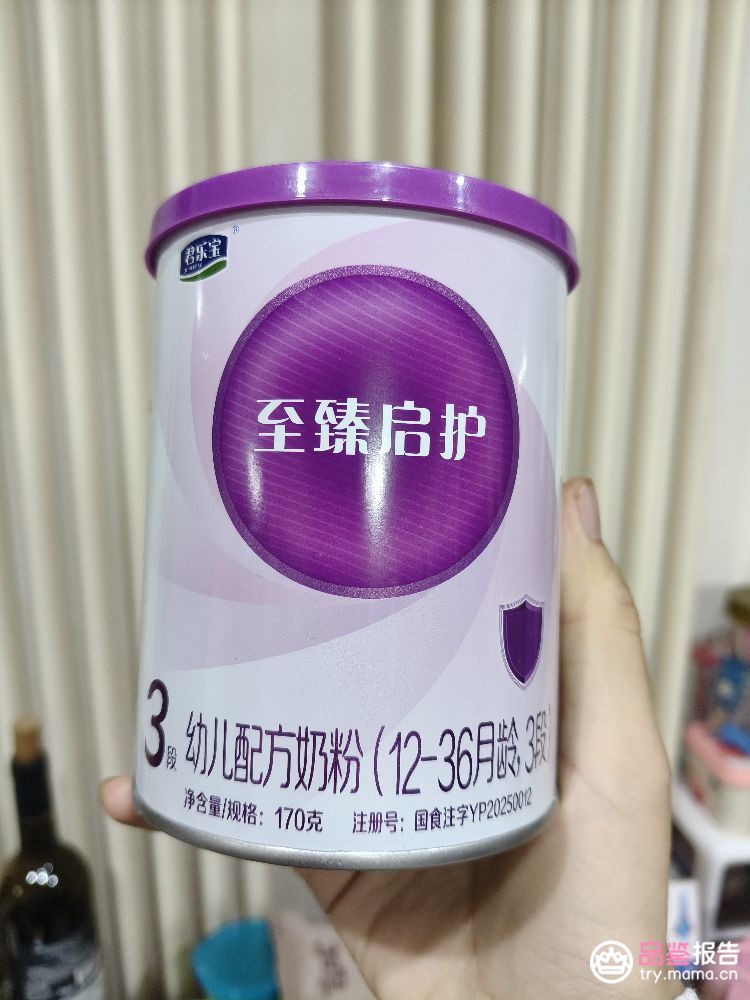 君乐宝
®
至臻启护
3段 幼儿配方奶粉(12-36月龄,3段)
净含量/规格:170克 注册号:国食注字YP20250012
品鉴报告
try.mama.cn